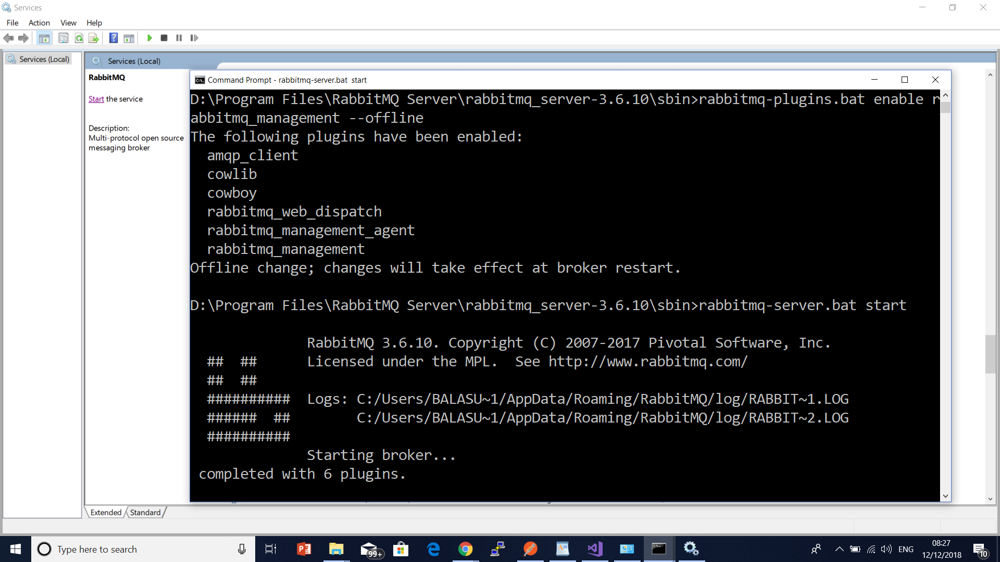 Services
File Action View Help
Services (Local)
Services (Local)
RabbitMQ
Start the service
Description:
Multi-protocol open source
messaging broker
Command Prompt - rabbitmq-server.bat  start
D:\Program Files\RabbitMQ Server\rabbitmq_server-3.6.10\sbin>rabbitmq-plugins.bat enable r
abbitmq_management --offline
The following plugins have been enabled:
  amqp_client
  cowlib
  cowboy
  rabbitmq_web_dispatch
  rabbitmq_management_agent
  rabbitmq_management
Offline change; changes will take effect at broker restart.
D:\Program Files\RabbitMQ Server\rabbitmq_server-3.6.10\sbin>rabbitmq-server.bat start
              RabbitMQ 3.6.10. Copyright (C) 2007-2017 Pivotal Software, Inc.
  ##  ##      Licensed under the MPL.  See http://www.rabbitmq.com/
  ##  ##
  ##########  Logs: C:/Users/BALASU~1/AppData/Roaming/RabbitMQ/log/RABBIT~1.LOG
  ######  ##        C:/Users/BALASU~1/AppData/Roaming/RabbitMQ/log/RABBIT~2.LOG
  ##########
              Starting broker...
 completed with 6 plugins.
Extended Standard
Type here to search
99+
ENG
08:27
12/12/2018
10